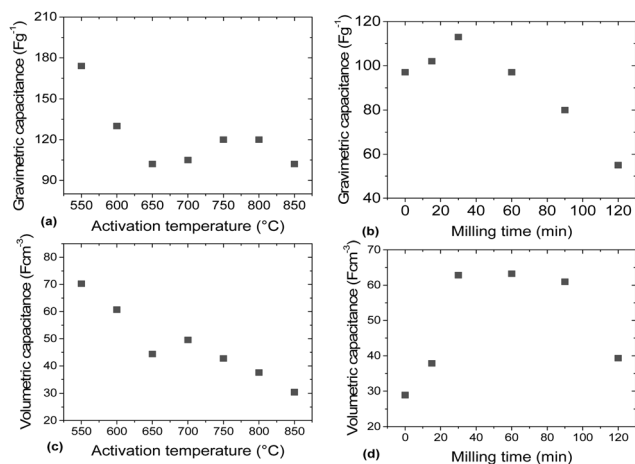 210
180
150
120
90
Gravimetric capacitance (Fg⁻¹)
550 600 650 700 750 800 850
(a)
Activation temperature (°C)
120
100
80
60
40
Gravimetric capacitance (Fg⁻¹)
0 20 40 60 80 100 120
(b)
Milling time (min)
80
70
60
50
40
30
20
Volumetric capacitance (Fcm⁻³)
550 600 650 700 750 800 850
(c)
Activation temperature (°C)
70
60
50
40
30
20
Volumetric capacitance (Fcm⁻³)
0 20 40 60 80 100 120
(d)
Milling time (min)